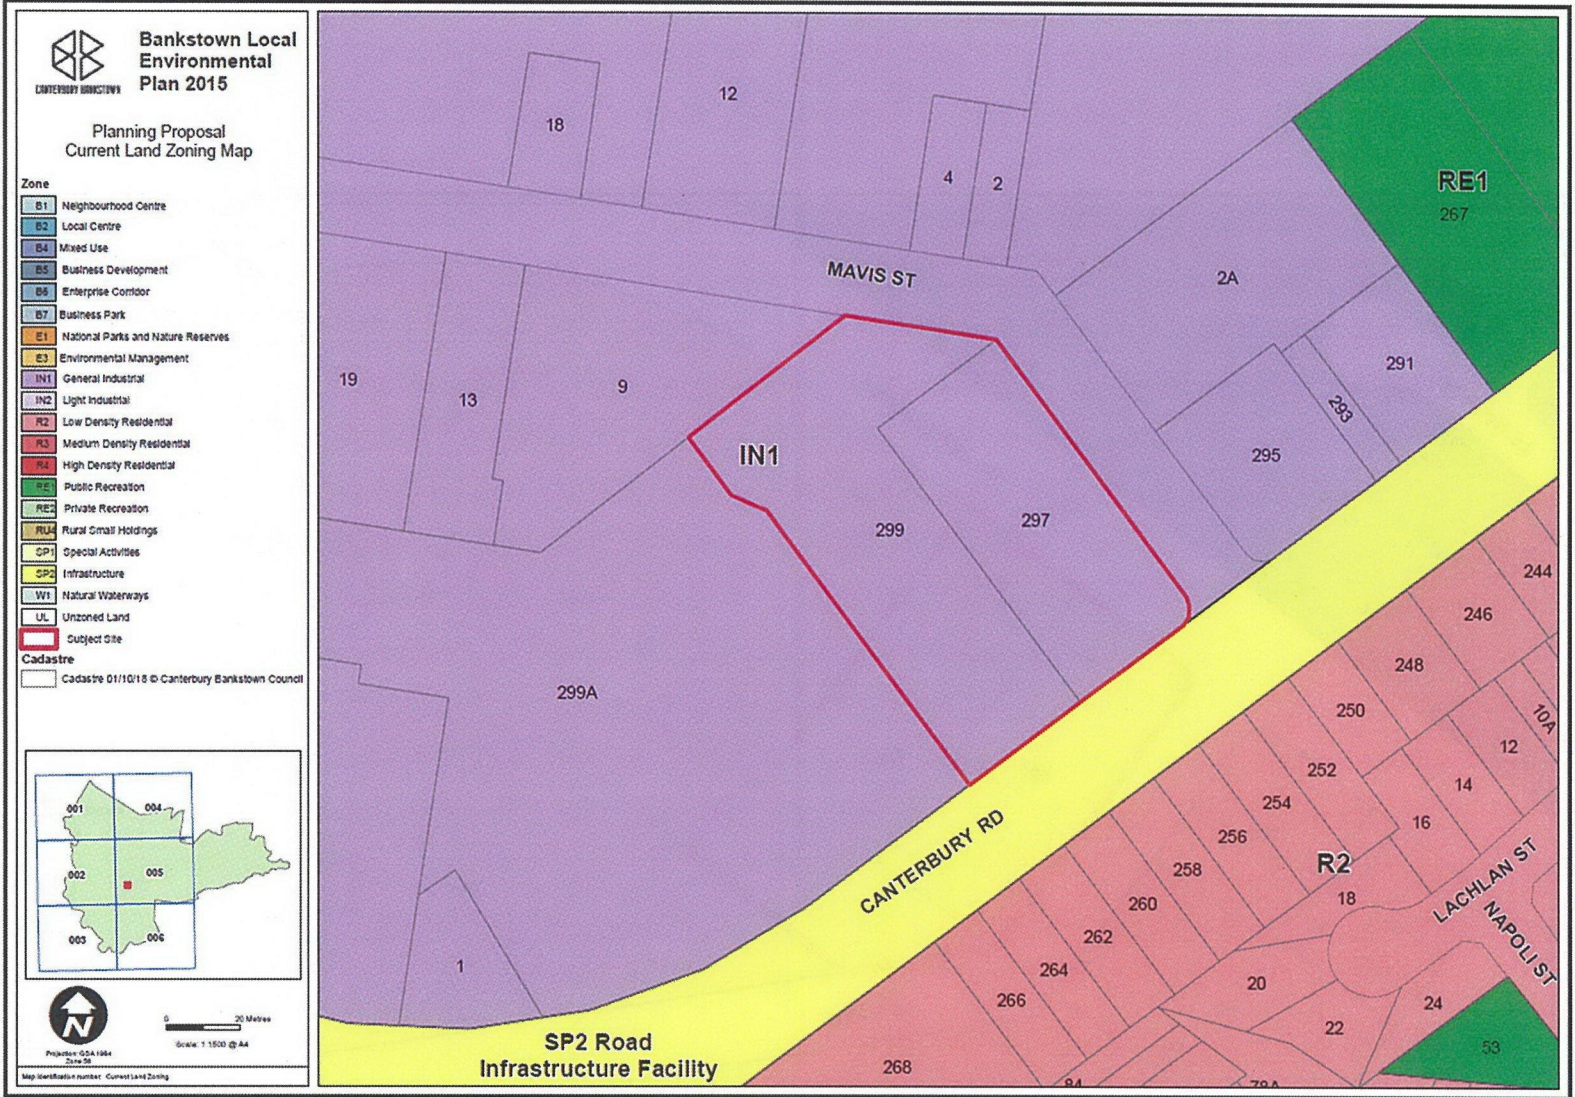 Bankstown Local
Environmental
Plan 2015
CANTERBURY BANKSTOWN
Planning Proposal
Current Land Zoning Map
Zone
B1 Neighbourhood Centre
B2 Local Centre
B4 Mixed Use
B5 Business Development
B6 Enterprise Corridor
B7 Business Park
E1 National Parks and Nature Reserves
E3 Environmental Management
IN1 General Industrial
IN2 Light Industrial
R2 Low Density Residential
R3 Medium Density Residential
R4 High Density Residential
RE1 Public Recreation
RE2 Private Recreation
RU4 Rural Small Holdings
SP1 Special Activities
SP2 Infrastructure
W1 Natural Waterways
UL Unzoned Land
Subject Site
Cadastre
Cadastre 01/10/18 © Canterbury Bankstown Council
001
004
002
005
003
006
N
0 20 Metres
Scale: 1:1500 @ A4
Projection: GDA 1994
Zone 56
Map identification number: Current Land Zoning
12
18
4
2
RE1
267
MAVIS ST
2A
19
13
9
291
293
295
IN1
299
297
299A
1
244
246
248
250
10A
12
252
14
254
16
256
258
R2
CANTERBURY RD
18
LACHLAN ST
260
NAPOLI ST
262
264
266
20
24
22
53
SP2 Road
Infrastructure Facility
268
84
78A